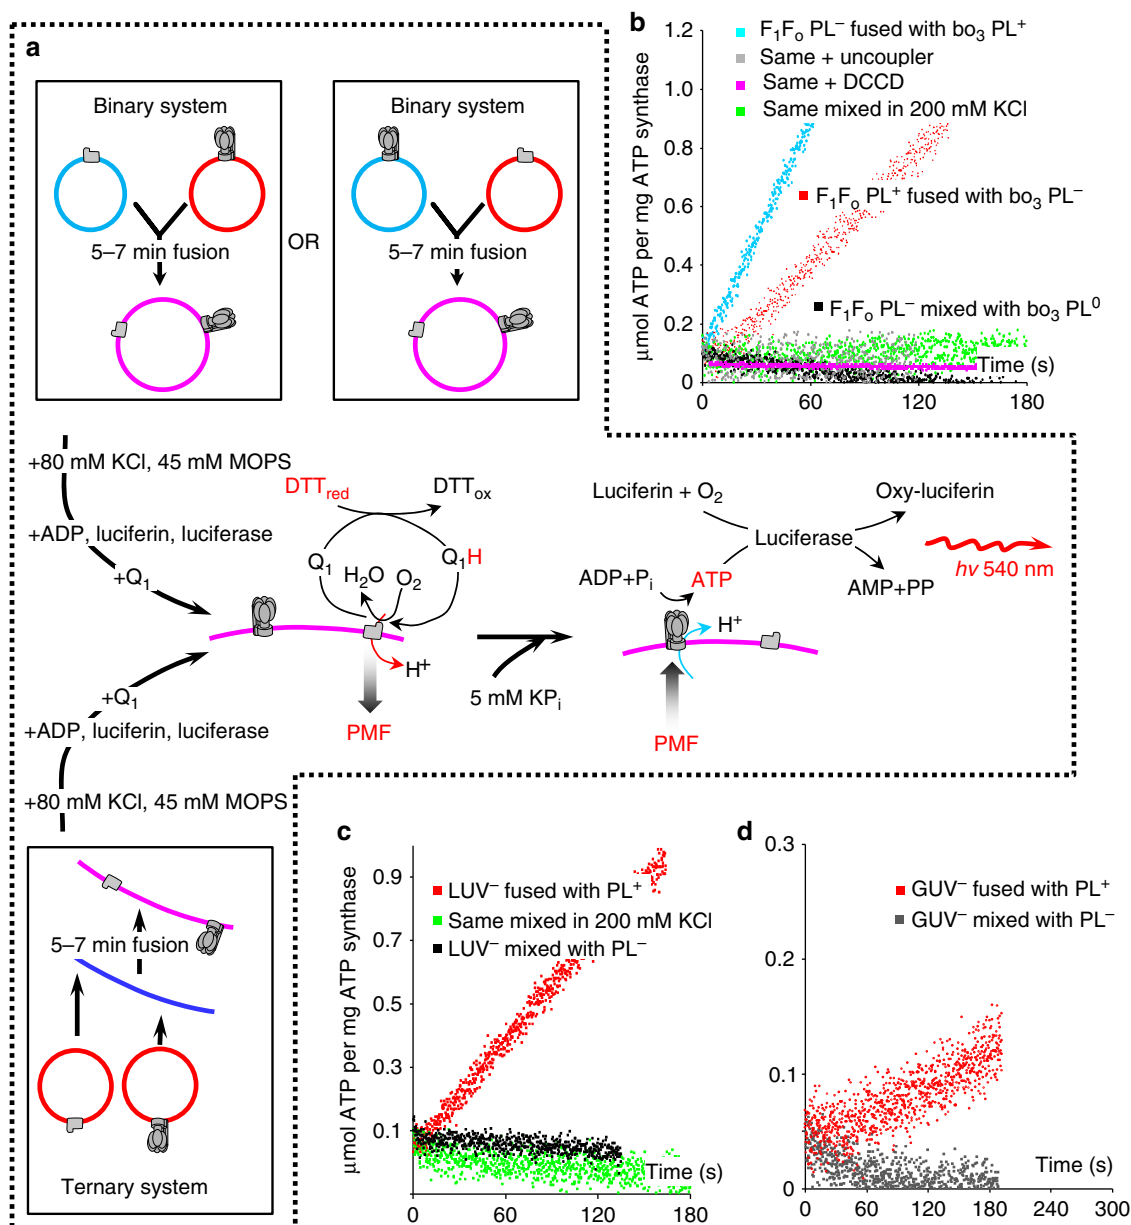 a
Binary system
Binary system
5–7 min fusion
OR
5–7 min fusion
b
F₁Fₒ PL⁻ fused with bo₃ PL⁺
Same + uncoupler
Same + DCCD
Same mixed in 200 mM KCl
F₁Fₒ PL⁺ fused with bo₃ PL⁻
F₁Fₒ PL⁻ mixed with bo₃ PL⁰
µmol ATP per mg ATP synthase
1.2
1.0
0.8
0.6
0.4
0.2
0
Time (s)
0 60 120 180
+80 mM KCl, 45 mM MOPS
+ADP, luciferin, luciferase
+Q₁
DTTred
DTTox
Q₁
H₂O
O₂
Q₁H
H⁺
PMF
5 mM KPᵢ
Luciferin + O₂
Oxy-luciferin
Luciferase
ADP+Pᵢ
ATP
AMP+PP
hv 540 nm
H⁺
PMF
+Q₁
+ADP, luciferin, luciferase
+80 mM KCl, 45 mM MOPS
5–7 min fusion
Ternary system
c
µmol ATP per mg ATP synthase
0.9
0.7
0.5
0.3
0.1
LUV⁻ fused with PL⁺
Same mixed in 200 mM KCl
LUV⁻ mixed with PL⁻
Time (s)
0 60 120 180
d
0.3
0.2
0.1
0
GUV⁻ fused with PL⁺
GUV⁻ mixed with PL⁻
Time (s)
0 60 120 180 240 300